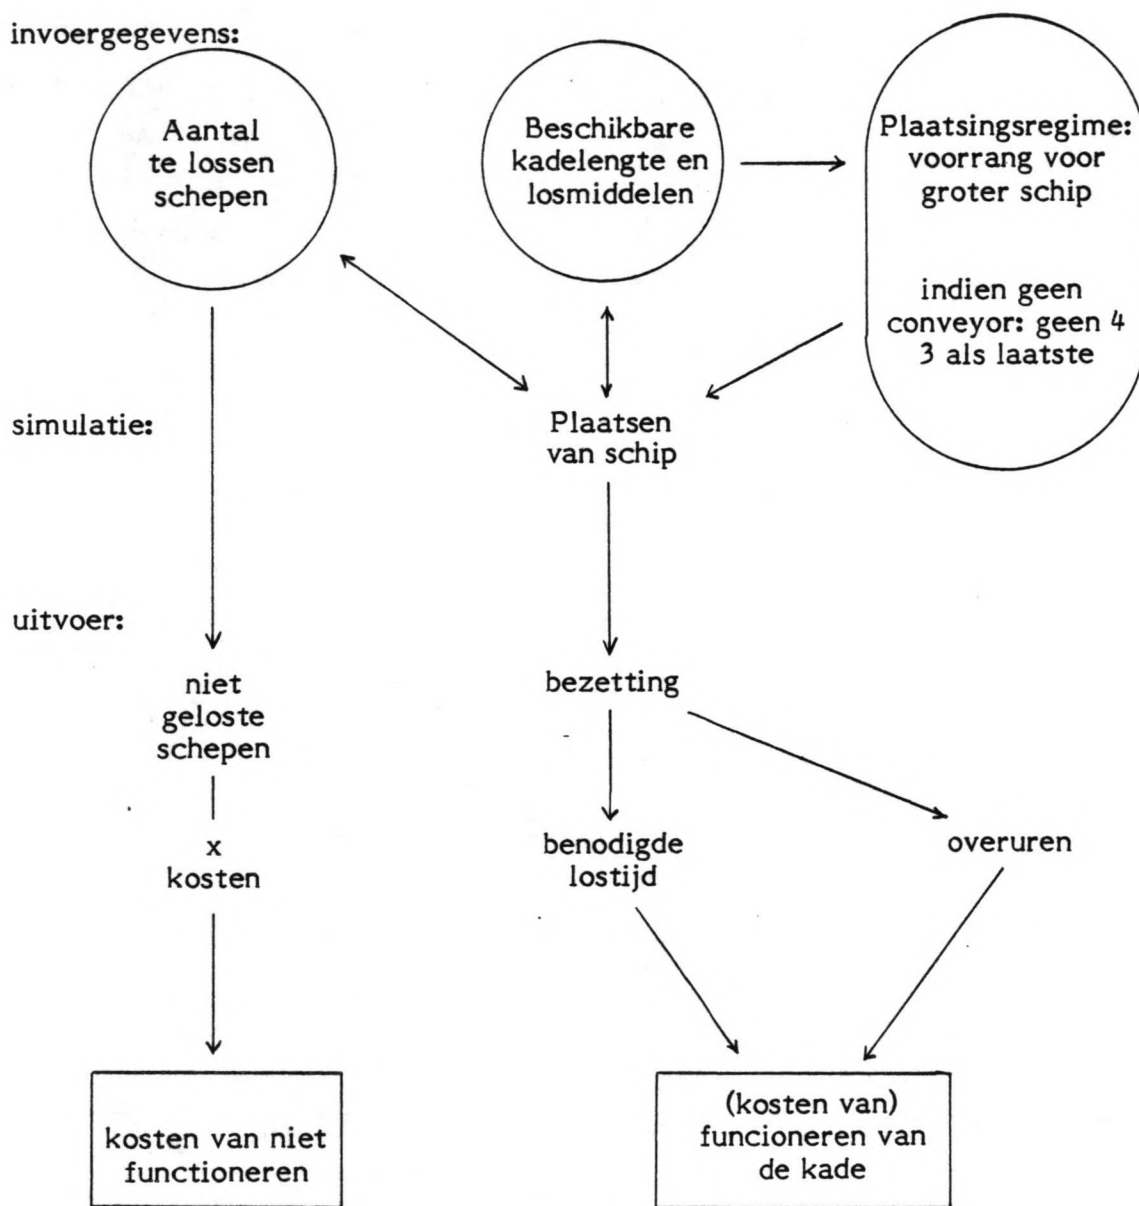 invoergegevens:
Aantal
te lossen
schepen
Beschikbare
kadelengte en
losmiddelen
Plaatsingsregime:
voorrang voor
groter schip
indien geen
conveyor: geen 4
3 als laatste
simulatie:
Plaatsen
van schip
uitvoer:
niet
geloste
schepen
bezetting
x
kosten
benodigde
lostijd
overuren
kosten van niet
functioneren
(kosten van)
funcioneren van
de kade